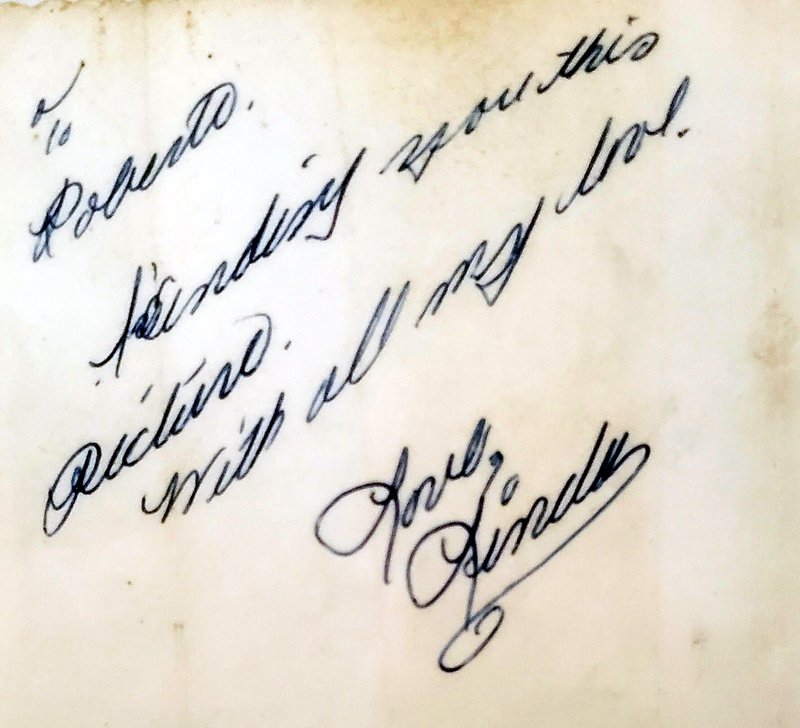 To
Roberto.
Sending you this
Picture.
With all my love.
Love,
Linda